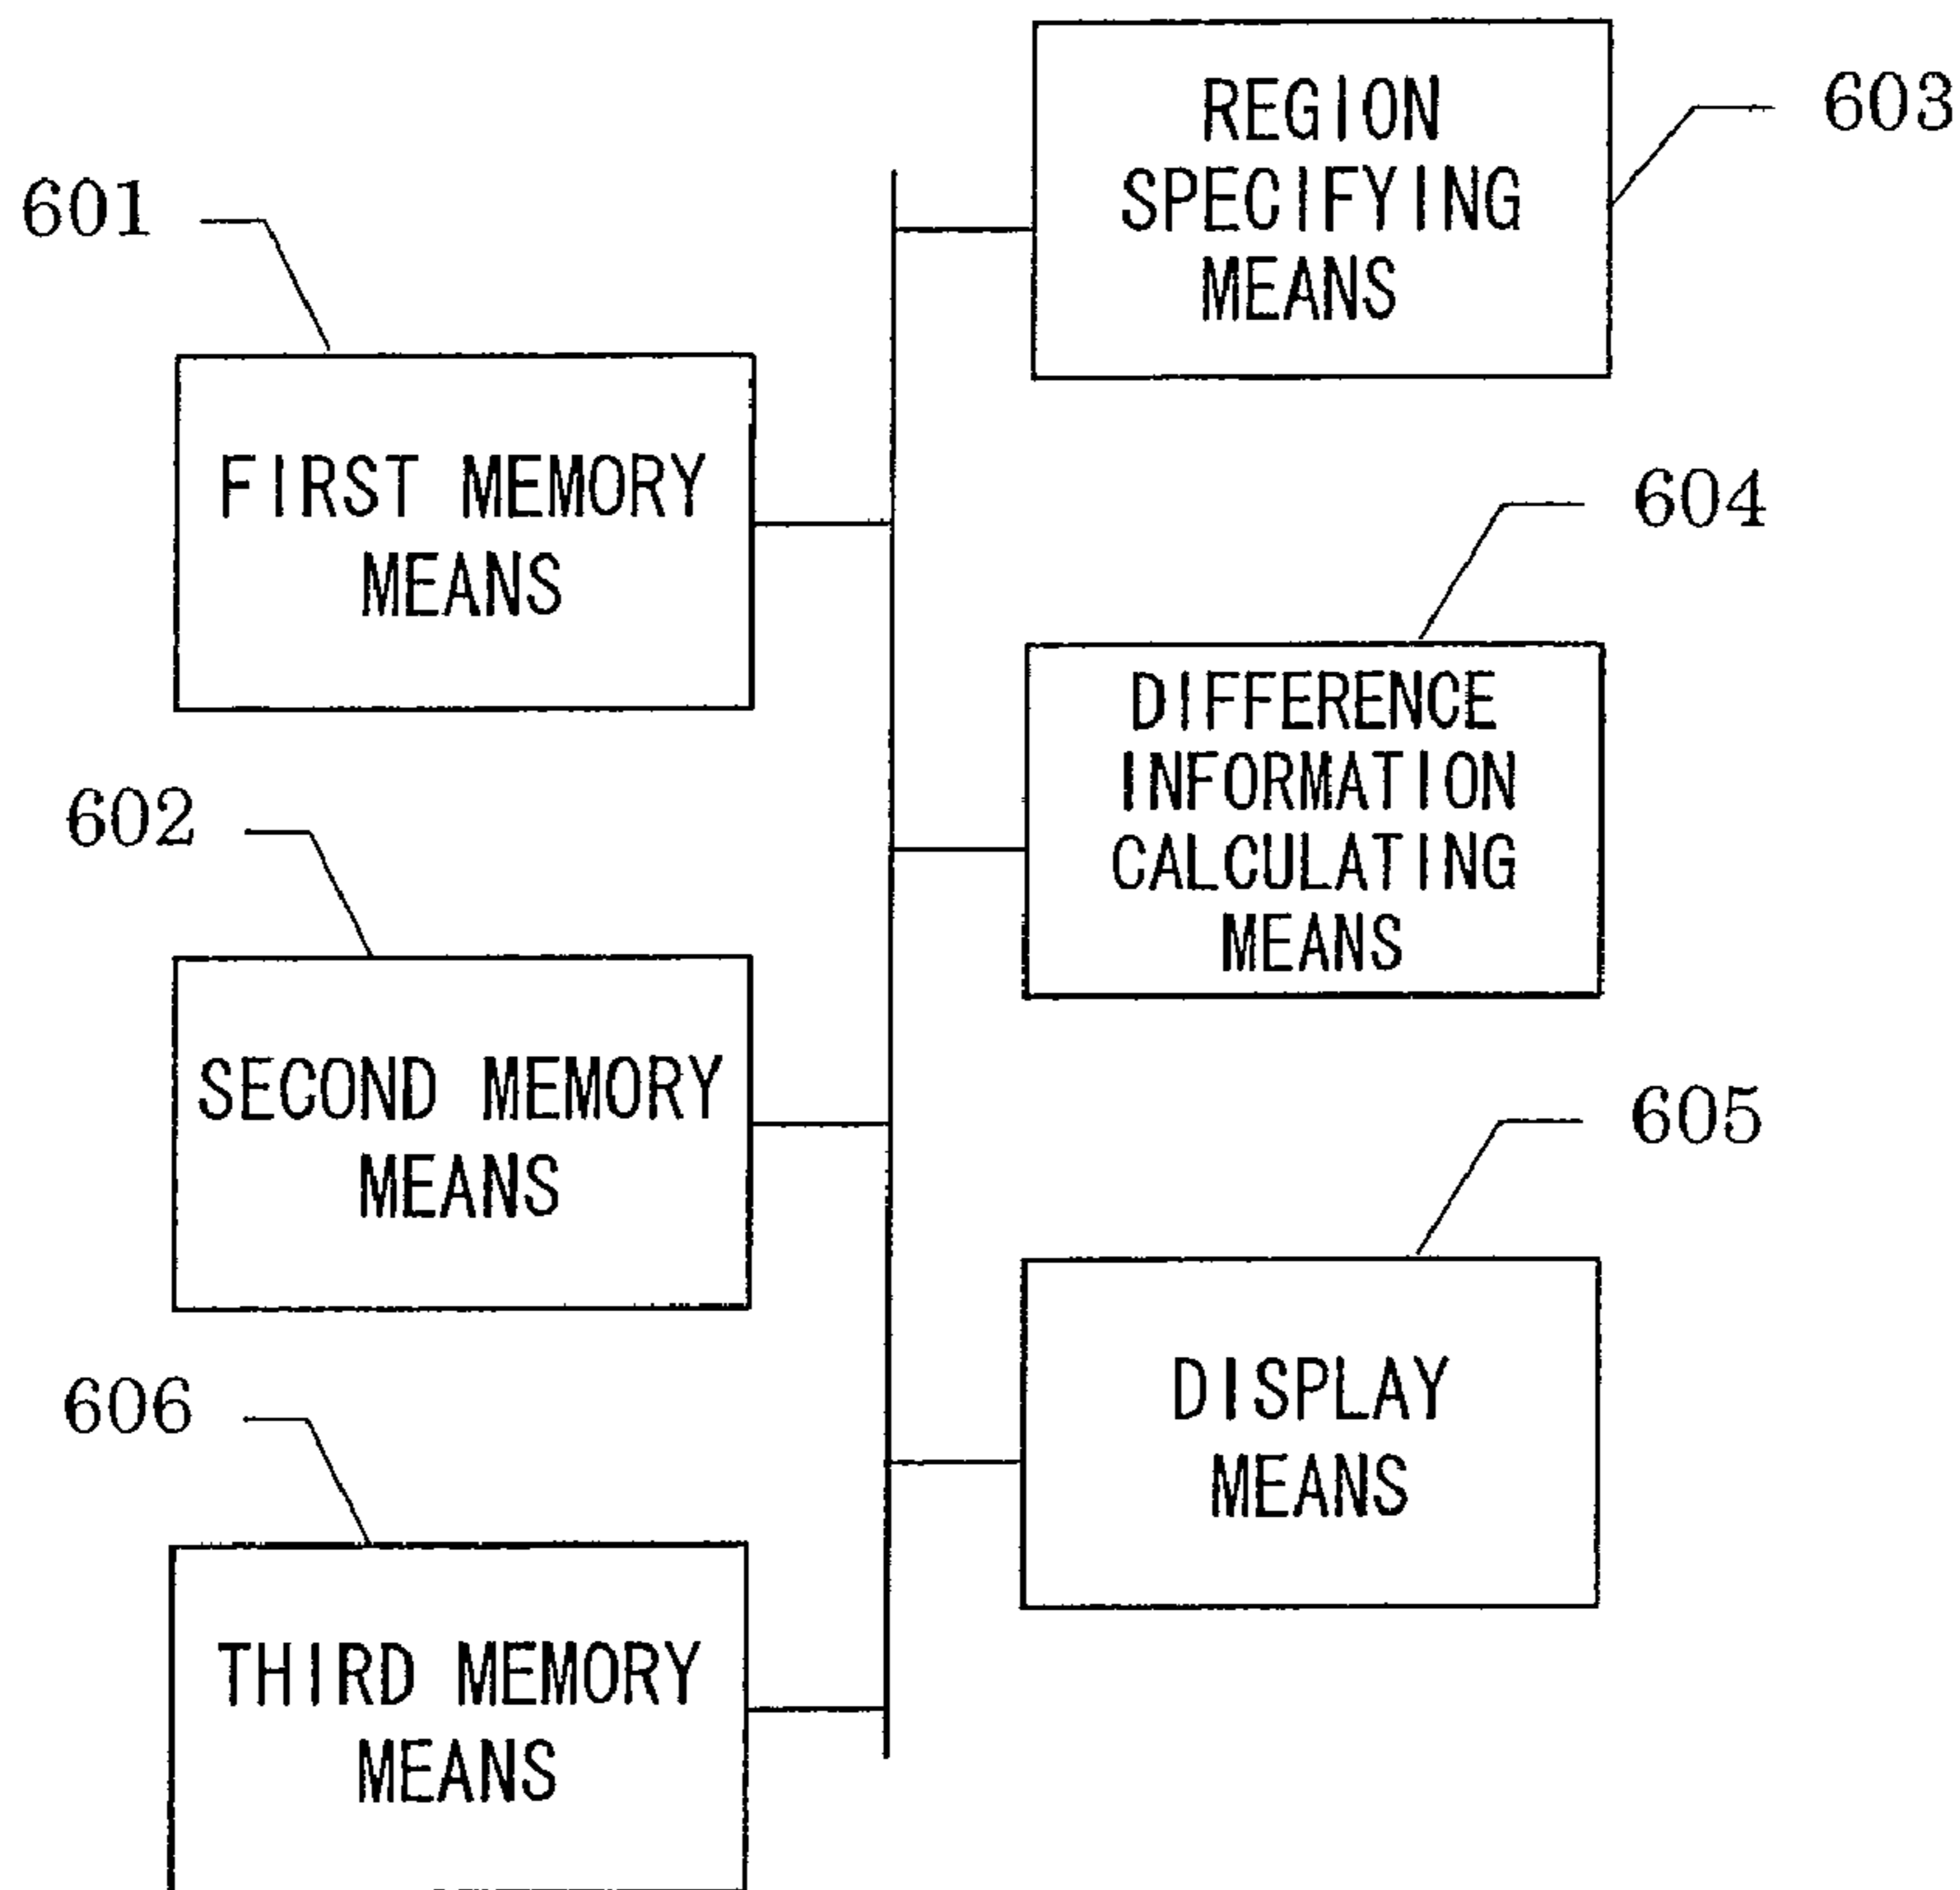 601
FIRST MEMORY
MEANS
602
SECOND MEMORY
MEANS
606
THIRD MEMORY
MEANS
REGION
SPECIFYING
MEANS
603
604
DIFFERENCE
INFORMATION
CALCULATING
MEANS
605
DISPLAY
MEANS